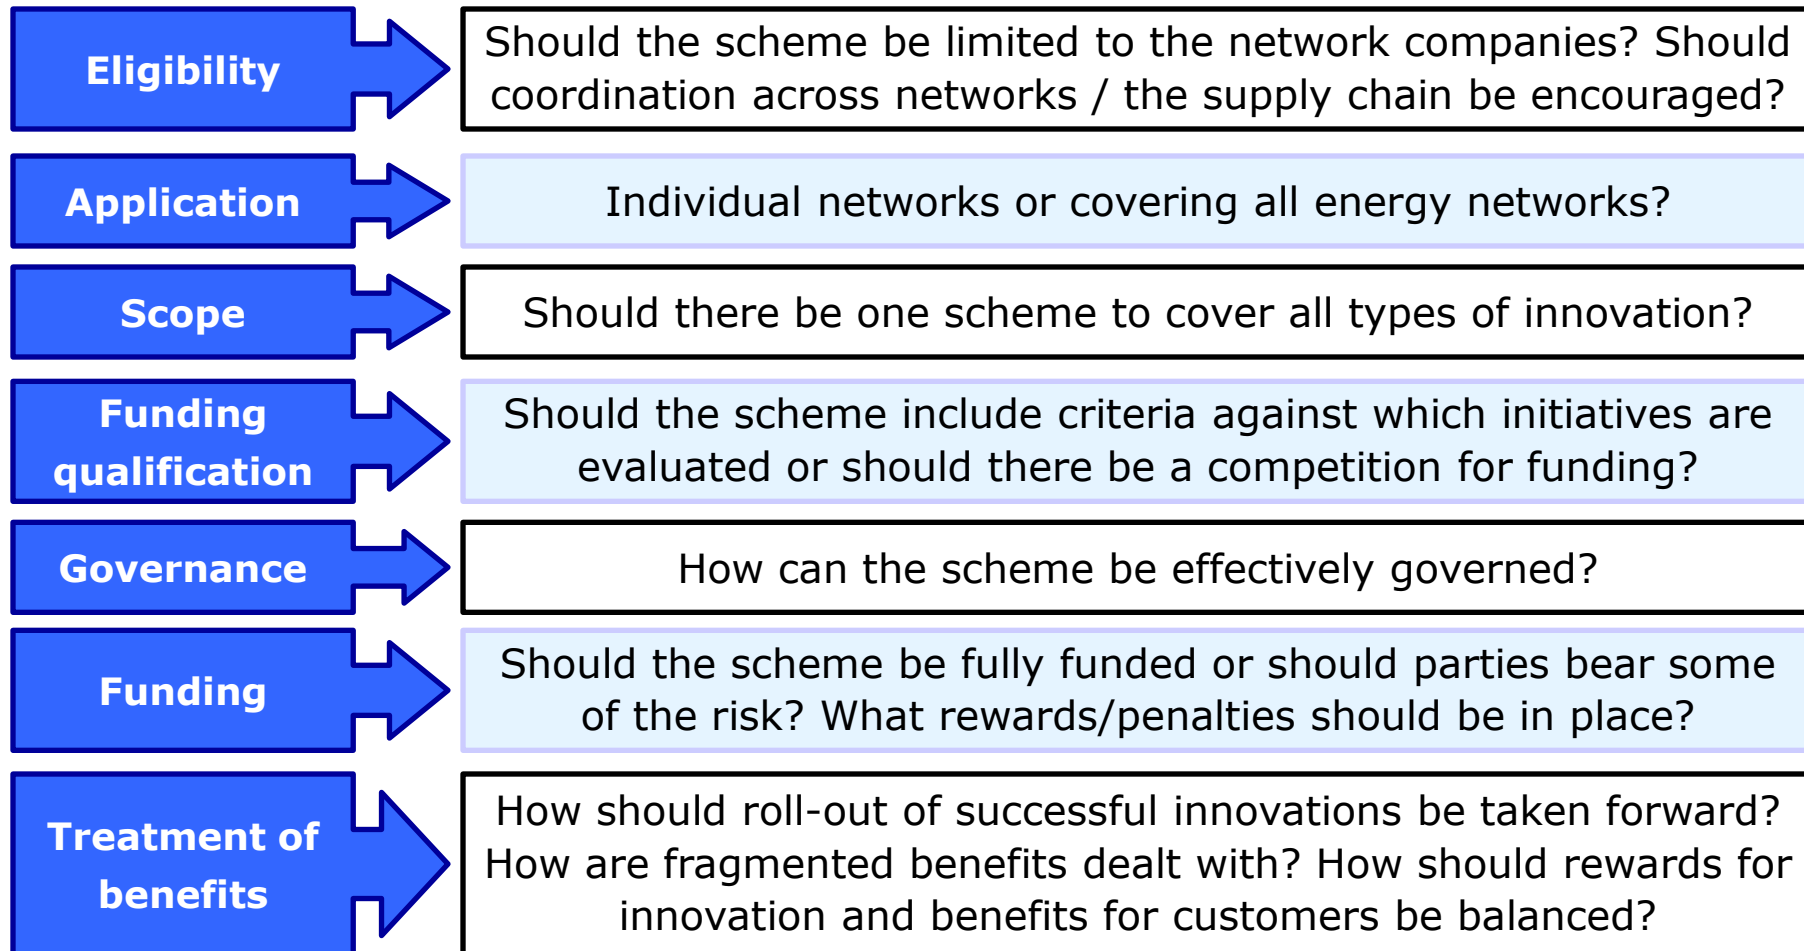 Eligibility
Should the scheme be limited to the network companies? Should
coordination across networks / the supply chain be encouraged?
Application
Individual networks or covering all energy networks?
Scope
Should there be one scheme to cover all types of innovation?
Funding
qualification
Should the scheme include criteria against which initiatives are
evaluated or should there be a competition for funding?
Governance
How can the scheme be effectively governed?
Funding
Should the scheme be fully funded or should parties bear some
of the risk? What rewards/penalties should be in place?
Treatment of
benefits
How should roll-out of successful innovations be taken forward?
How are fragmented benefits dealt with? How should rewards for
innovation and benefits for customers be balanced?